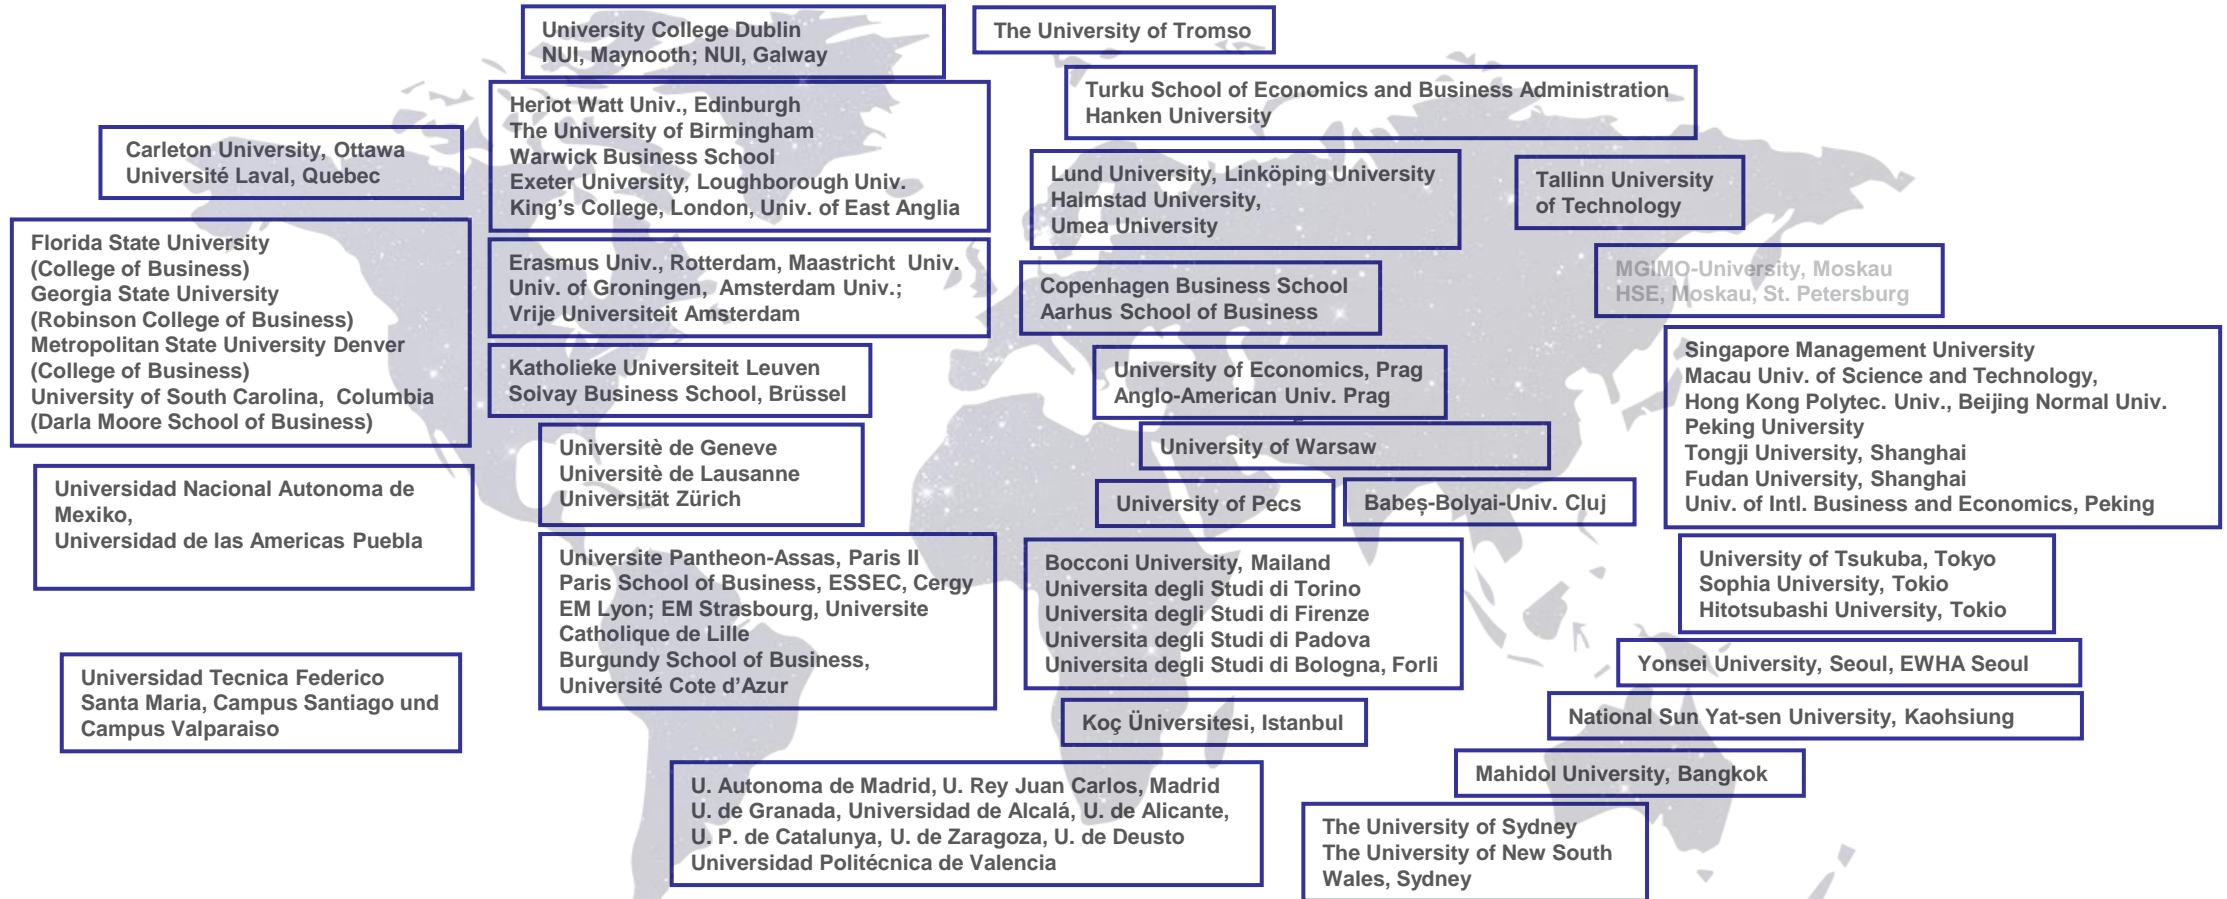 University College Dublin
NUI, Maynooth; NUI, Galway
The University of Tromso
Heriot Watt Univ., Edinburgh
The University of Birmingham
Warwick Business School
Exeter University, Loughborough Univ.
King's College, London, Univ. of East Anglia
Turku School of Economics and Business Administration
Hanken University
Carleton University, Ottawa
Université Laval, Quebec
Lund University, Linköping University
Halmstad University,
Umea University
Tallinn University
of Technology
Florida State University
(College of Business)
Georgia State University
(Robinson College of Business)
Metropolitan State University Denver
(College of Business)
University of South Carolina, Columbia
(Darla Moore School of Business)
Erasmus Univ., Rotterdam, Maastricht Univ.
Univ. of Groningen, Amsterdam Univ.;
Vrije Universiteit Amsterdam
Copenhagen Business School
Aarhus School of Business
MGIMO-University, Moskau
HSE, Moskau, St. Petersburg
Katholieke Universiteit Leuven
Solvay Business School, Brüssel
University of Economics, Prag
Anglo-American Univ. Prag
Singapore Management University
Macau Univ. of Science and Technology,
Hong Kong Polytec. Univ., Beijing Normal Univ.
Peking University
Tongji University, Shanghai
Fudan University, Shanghai
Univ. of Intl. Business and Economics, Peking
Universitè de Geneve
Universitè de Lausanne
Universität Zürich
University of Warsaw
Universidad Nacional Autonoma de
Mexiko,
Universidad de las Americas Puebla
University of Pecs
Babeș-Bolyai-Univ. Cluj
Universite Pantheon-Assas, Paris II
Paris School of Business, ESSEC, Cergy
EM Lyon; EM Strasbourg, Universite
Catholique de Lille
Burgundy School of Business,
Université Cote d'Azur
Bocconi University, Mailand
Universita degli Studi di Torino
Universita degli Studi di Firenze
Universita degli Studi di Padova
Universita degli Studi di Bologna, Forli
University of Tsukuba, Tokyo
Sophia University, Tokio
Hitotsubashi University, Tokio
Yonsei University, Seoul, EWHA Seoul
Universidad Tecnica Federico
Santa Maria, Campus Santiago und
Campus Valparaiso
Koç Üniversitesi, Istanbul
National Sun Yat-sen University, Kaohsiung
Mahidol University, Bangkok
U. Autonoma de Madrid, U. Rey Juan Carlos, Madrid
U. de Granada, Universidad de Alcalá, U. de Alicante,
U. P. de Catalunya, U. de Zaragoza, U. de Deusto
Universidad Politécnica de Valencia
The University of Sydney
The University of New South
Wales, Sydney